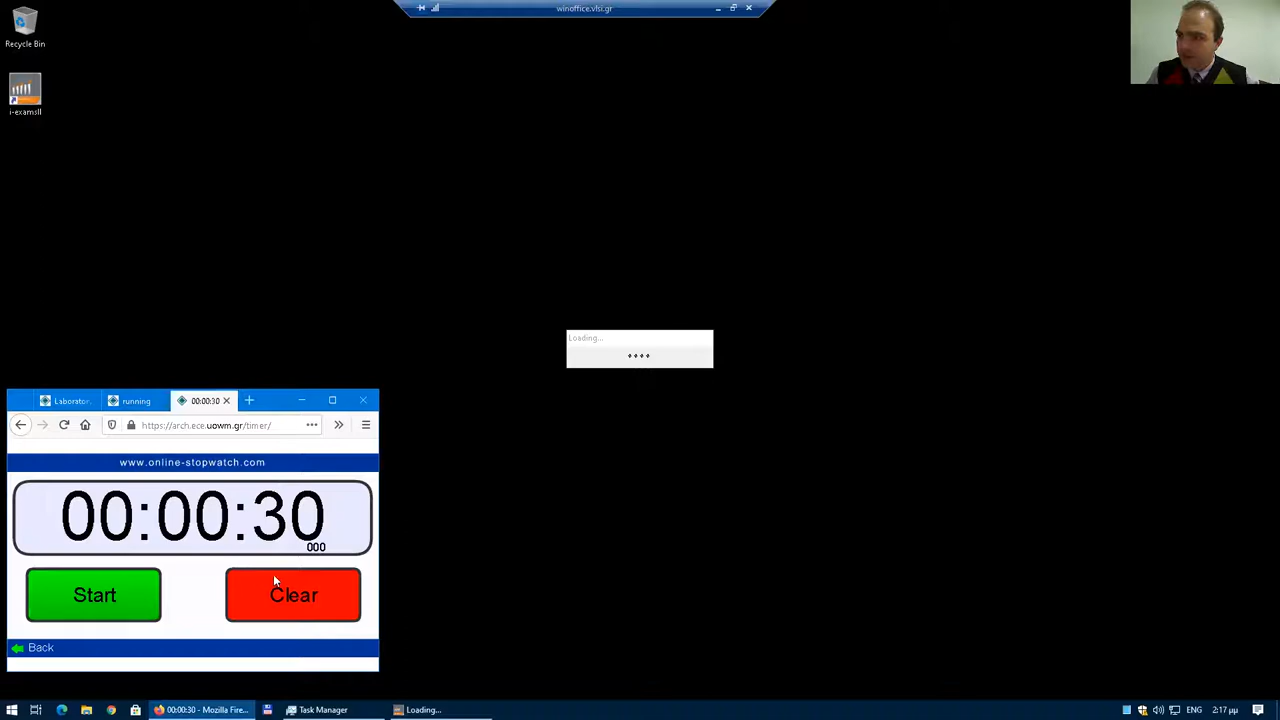 winoffice.vlsi.gr
Recycle Bin
i-examsII
Loading...
Laborator.
running
00:00:30
https://arch.ece.uowm.gr/timer/
www.online-stopwatch.com
00:00:30
000
Start
Clear
Back
00:00:30 - Mozilla Fire...
Task Manager
Loading...
ENG
2:17 μμ